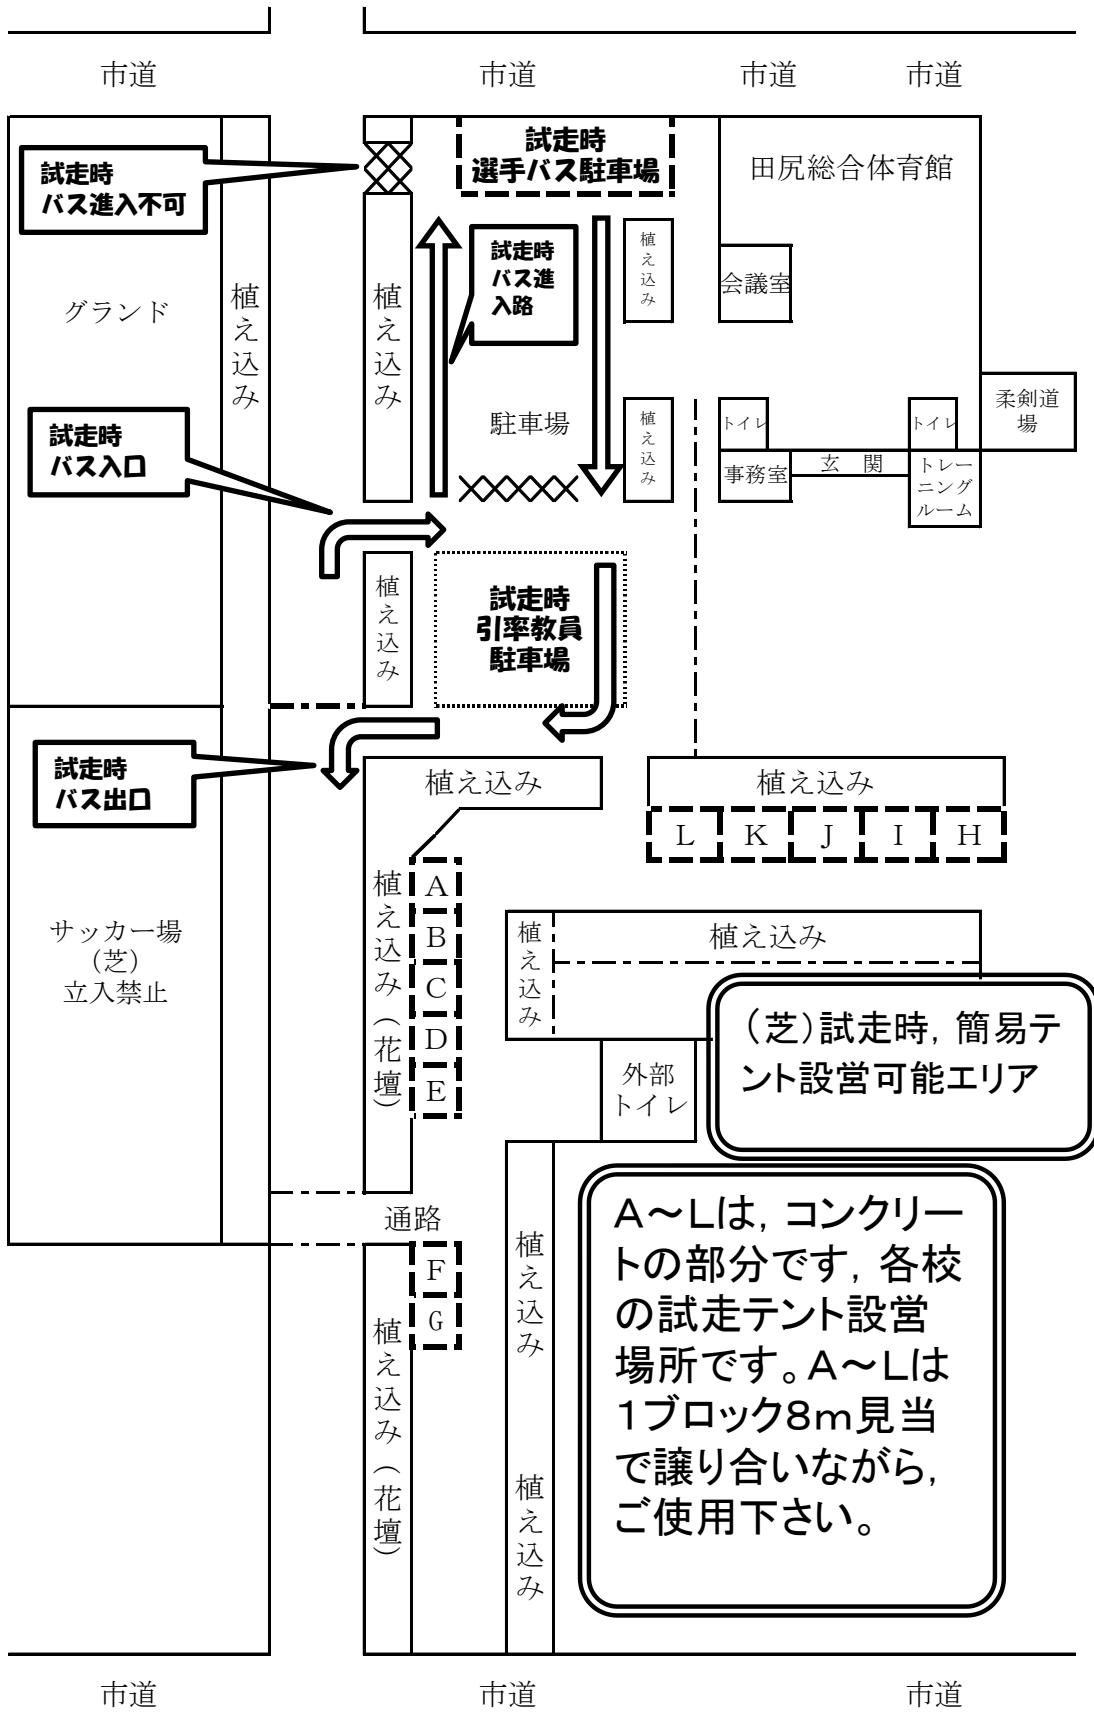 市道
市道
市道
市道
試走時
選手バス駐車場
田尻総合体育館
試走時
バス進入不可
植え込み
試走時
バス進
入路
会議室
グランド
植え込み
植え込み
試走時
バス入口
駐車場
植え込み
トイレ
トイレ
柔剣道
場
事務室
玄 関
トレー
ニング
ルーム
植え込み
試走時
引率教員
駐車場
試走時
バス出口
植え込み
植え込み
L
K
J
I
H
植え込み(花壇)
A
B
C
D
E
サッカー場
(芝)
立入禁止
植え込み
植え込み
(芝)試走時,簡易テ
ント設営可能エリア
外部
トイレ
通路
F
G
植え込み(花壇)
植え込み
植え込み
A~Lは,コンクリー
トの部分です,各校
の試走テント設営
場所です。A~Lは
1ブロック8m見当
で譲り合いながら,
ご使用下さい。
市道
市道
市道